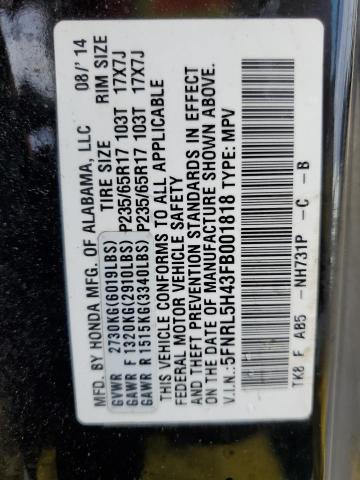 MFD. BY HONDA MFG. OF ALABAMA, LLC 08/'14
TIRE SIZE RIM SIZE
GVWR 2730KG(6019LBS)
GAWR F 1320KG(2910LBS) P235/65R17 103T 17X7J
GAWR R 1515KG(3340LBS) P235/65R17 103T 17X7J
THIS VEHICLE CONFORMS TO ALL APPLICABLE
FEDERAL MOTOR VEHICLE SAFETY
AND THEFT PREVENTION STANDARDS IN EFFECT
ON THE DATE OF MANUFACTURE SHOWN ABOVE.
V.I.N.:5FNRL5H43FB001818 TYPE: MPV
TK8 F AB5 -NH731P -C -B